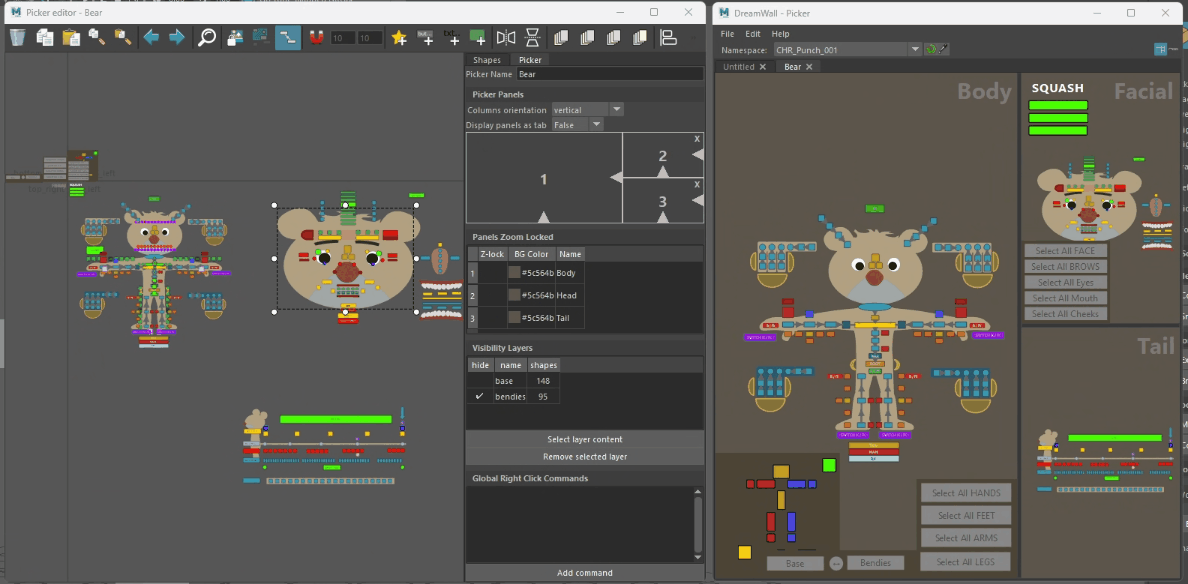 Picker editor - Bear
10 10
Shapes Picker
Picker Name Bear
Picker Panels
Columns orientation vertical
Display panels as tab False
1
2
3
x
x
Panels Zoom Locked
Z-lock BG Color Name
1 #5c564b Body
2 #5c564b Head
3 #5c564b Tail
Visibility Layers
hide name shapes
base 148
bendies 95
Select layer content
Remove selected layer
Global Right Click Commands
Add command
DreamWall - Picker
File Edit Help
Namespace: CHR_Punch_001
Untitled Bear
Body
SQUASH
Facial
Select All FACE
Select All BROWS
Select All Eyes
Select All Mouth
Select All Cheeks
Tail
Select All HANDS
Select All FEET
Select All ARMS
Select All LEGS
Base
Bendies